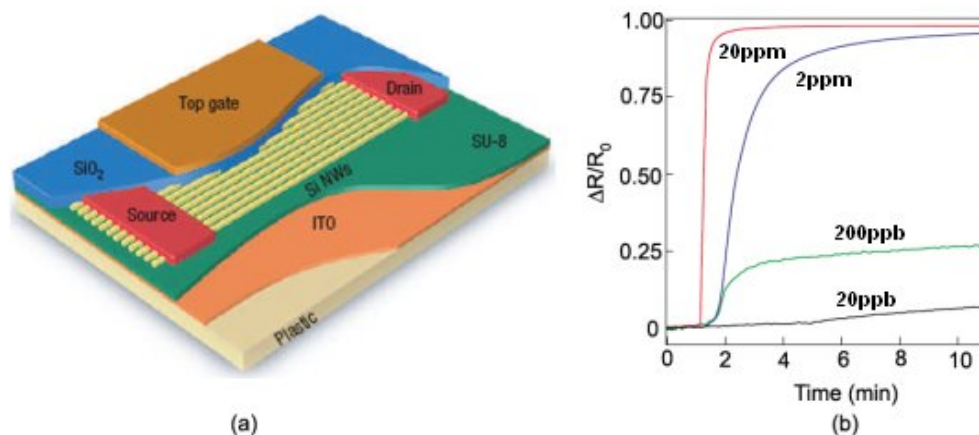 Top gate
Drain
SiO2
SU-8
Si NWs
Source
ITO
Plastic
(a)
1.00
20ppm
2ppm
0.75
ΔR/R0
0.50
200ppb
0.25
20ppb
0
0 2 4 6 8 10
Time (min)
(b)